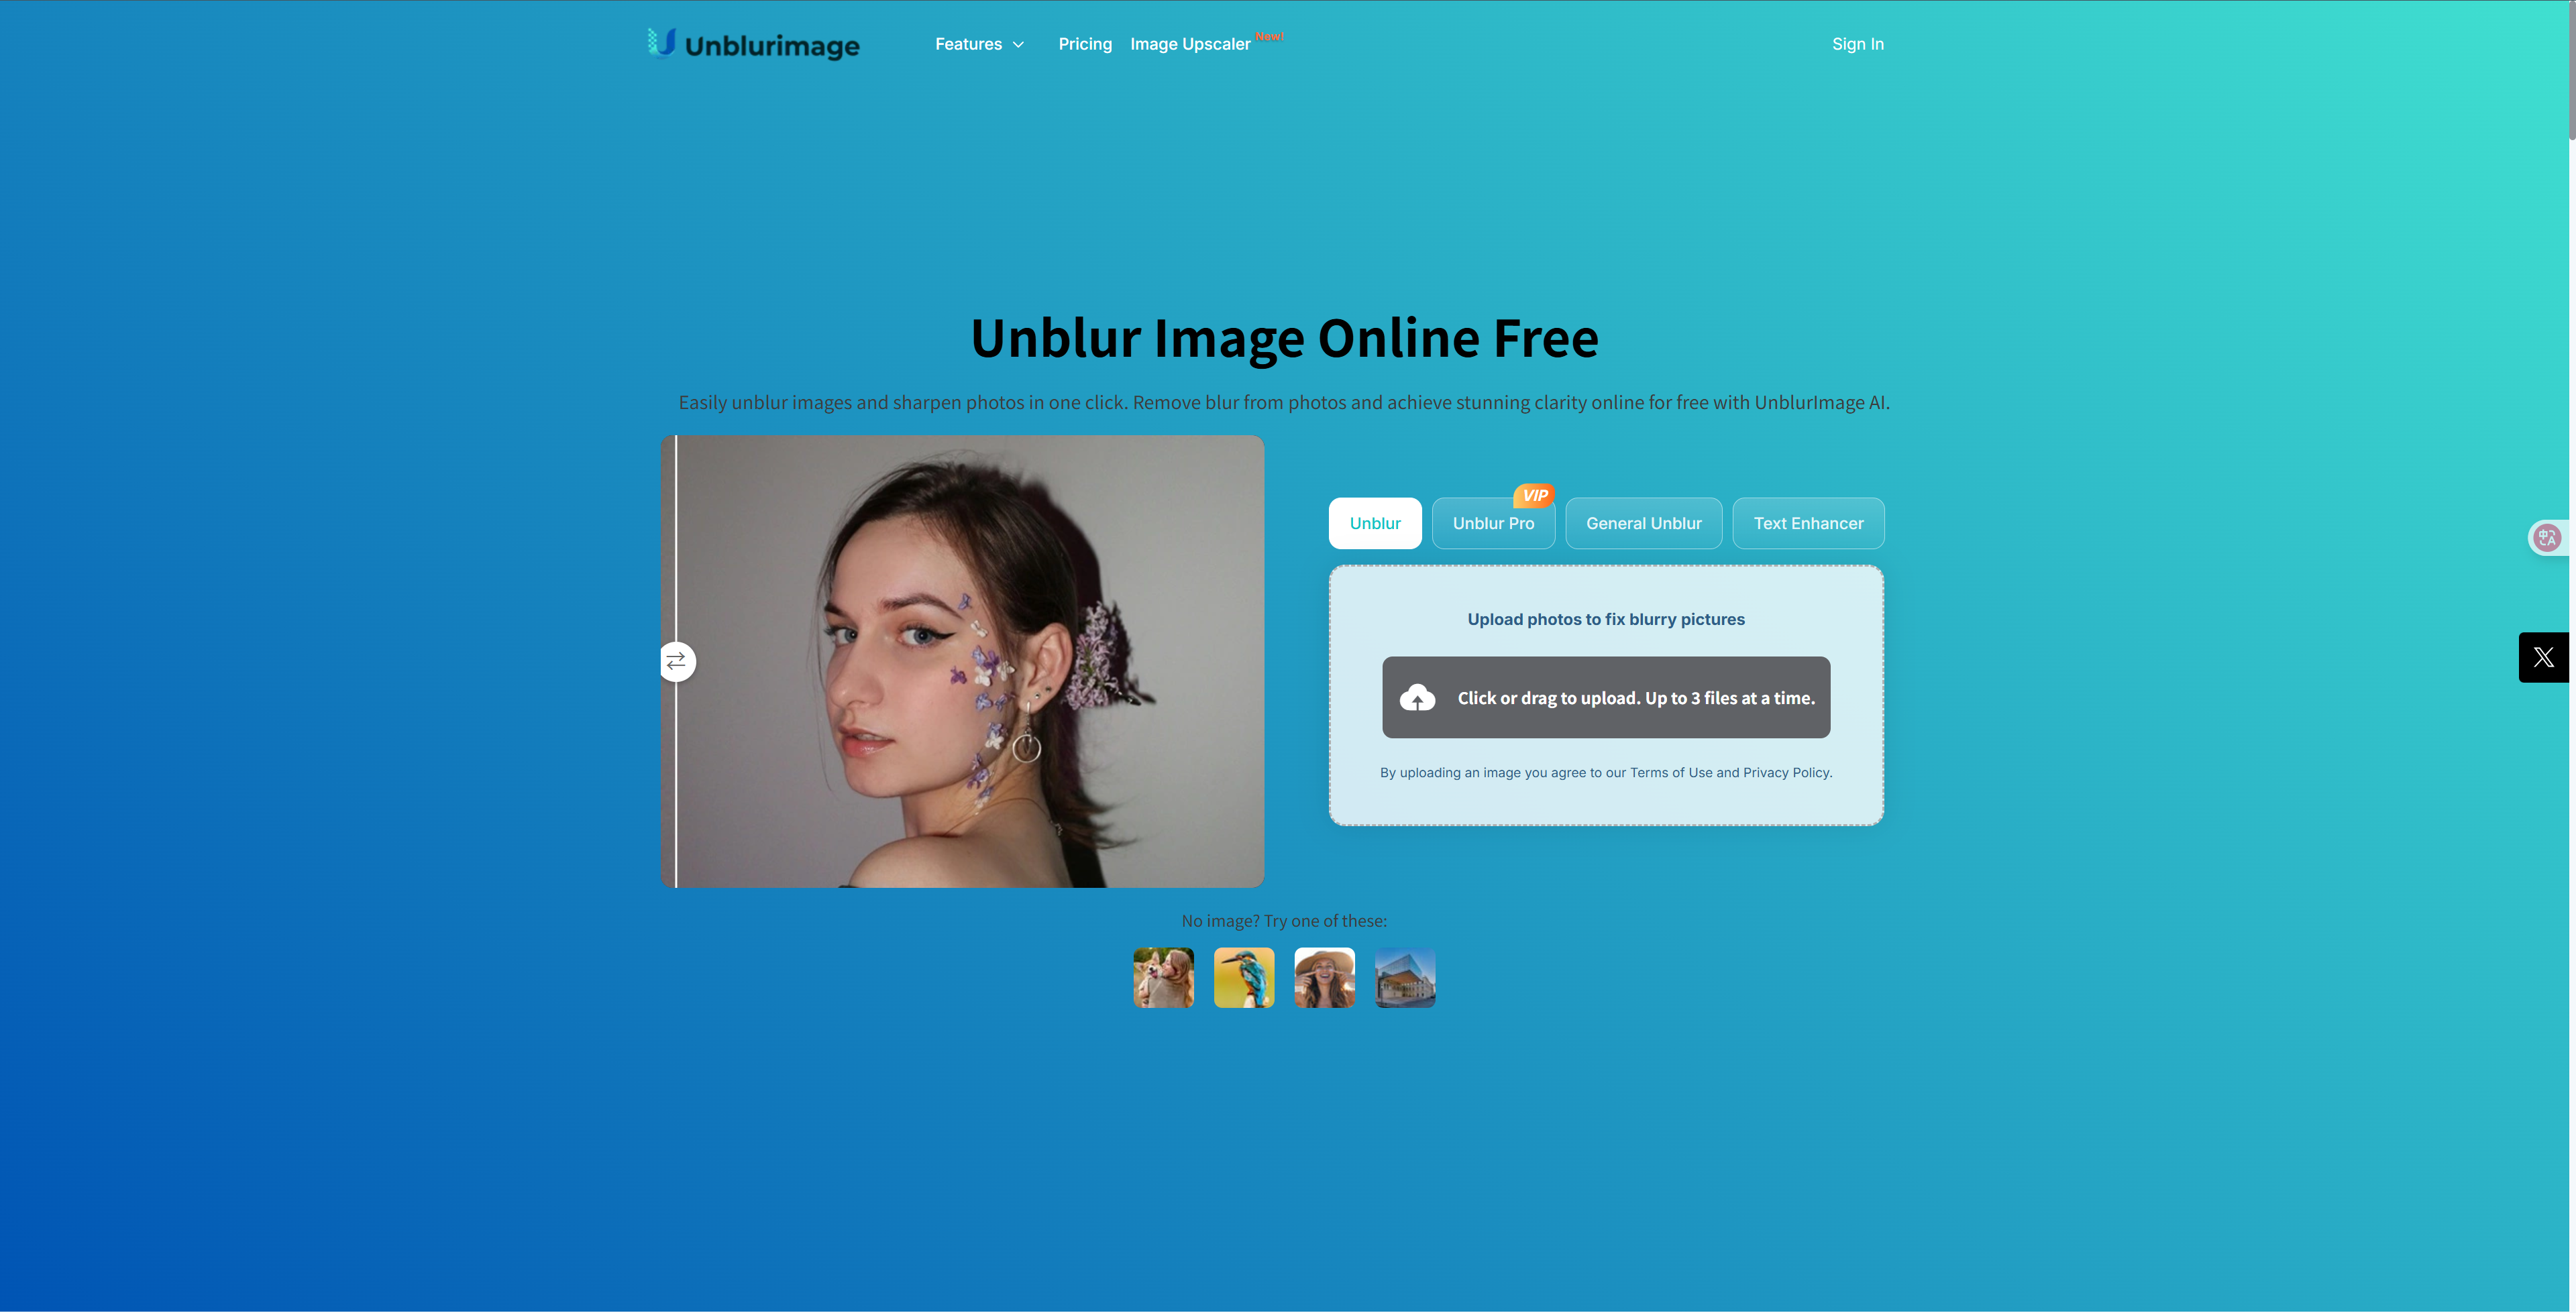 Unblurimage
Features
Pricing
Image Upscaler New!
Sign In
Unblur Image Online Free
Easily unblur images and sharpen photos in one click. Remove blur from photos and achieve stunning clarity online for free with UnblurImage AI.
VIP
Unblur
Unblur Pro
General Unblur
Text Enhancer
Upload photos to fix blurry pictures
Click or drag to upload. Up to 3 files at a time.
By uploading an image you agree to our Terms of Use and Privacy Policy.
No image? Try one of these:
中 A
X